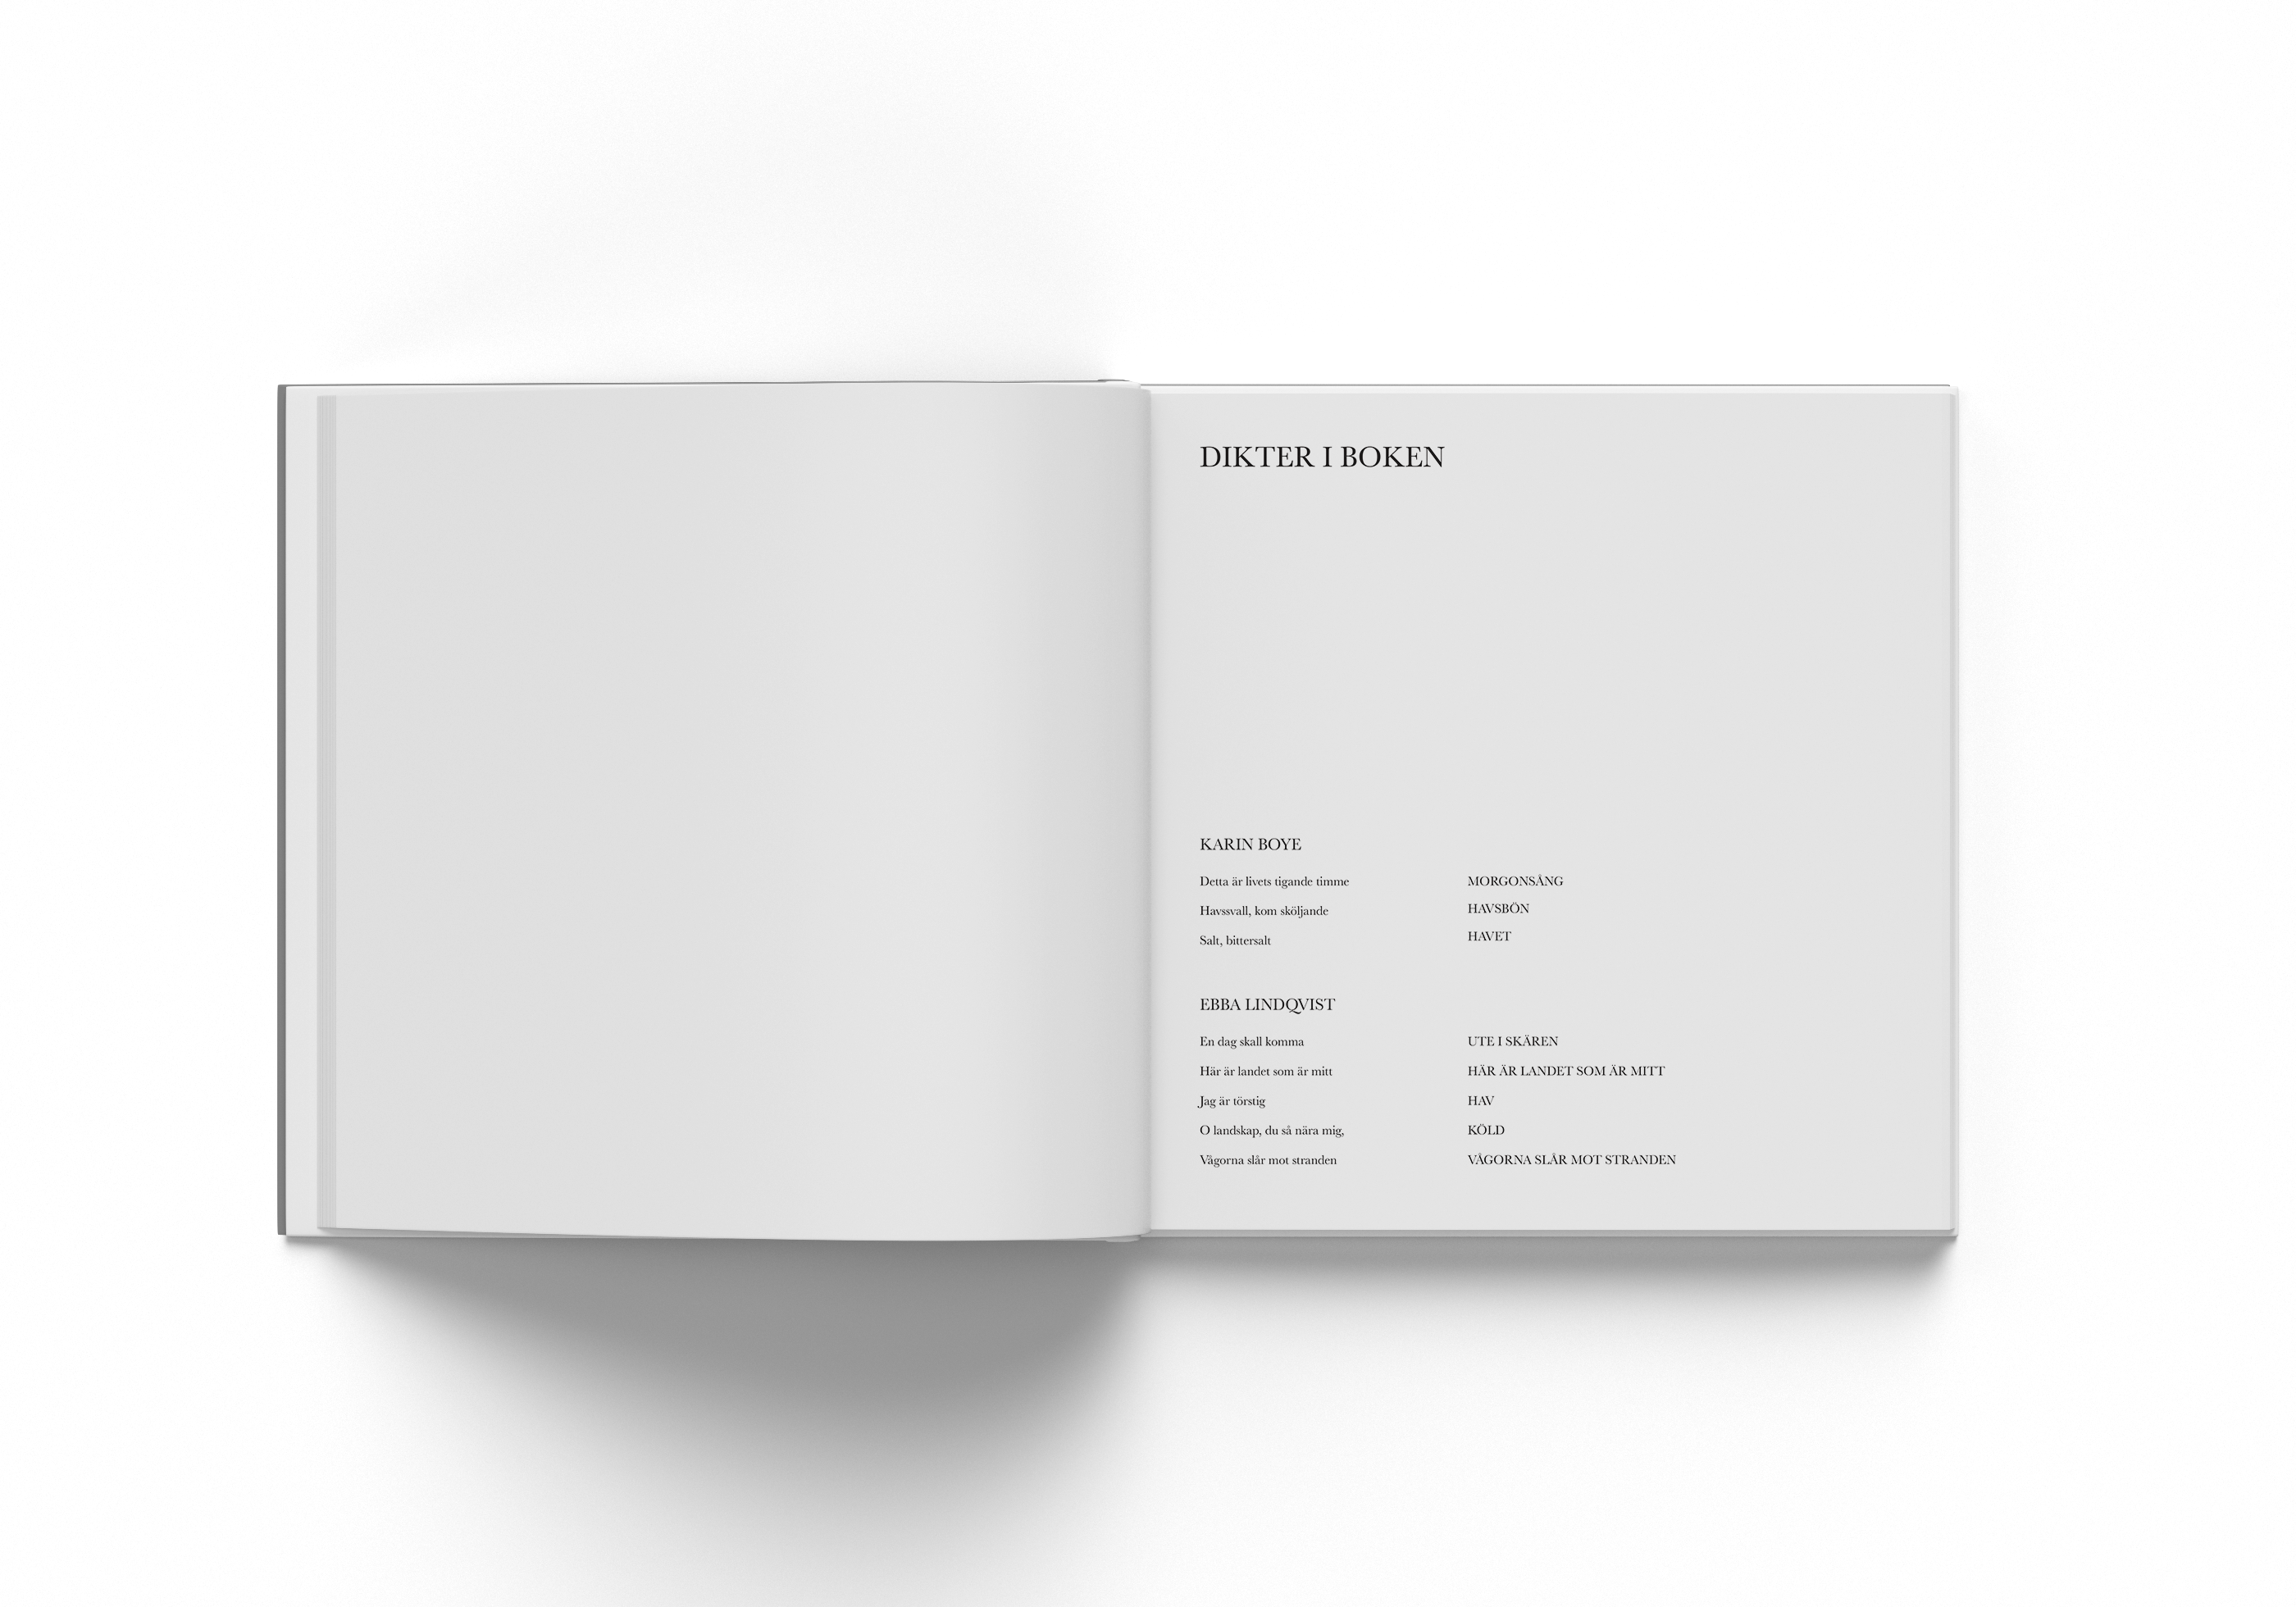 DIKTER I BOKEN
KARIN BOYE
Detta är livets tigande timme MORGONSÅNG
Havssvall, kom sköljande HAVSBÖN
Salt, bittersalt HAVET
EBBA LINDQVIST
En dag skall komma UTE I SKÄREN
Här är landet som är mitt HÄR ÄR LANDET SOM ÄR MITT
Jag är törstig HAV
O landskap, du så nära mig, KÖLD
Vågorna slår mot stranden VÅGORNA SLÅR MOT STRANDEN